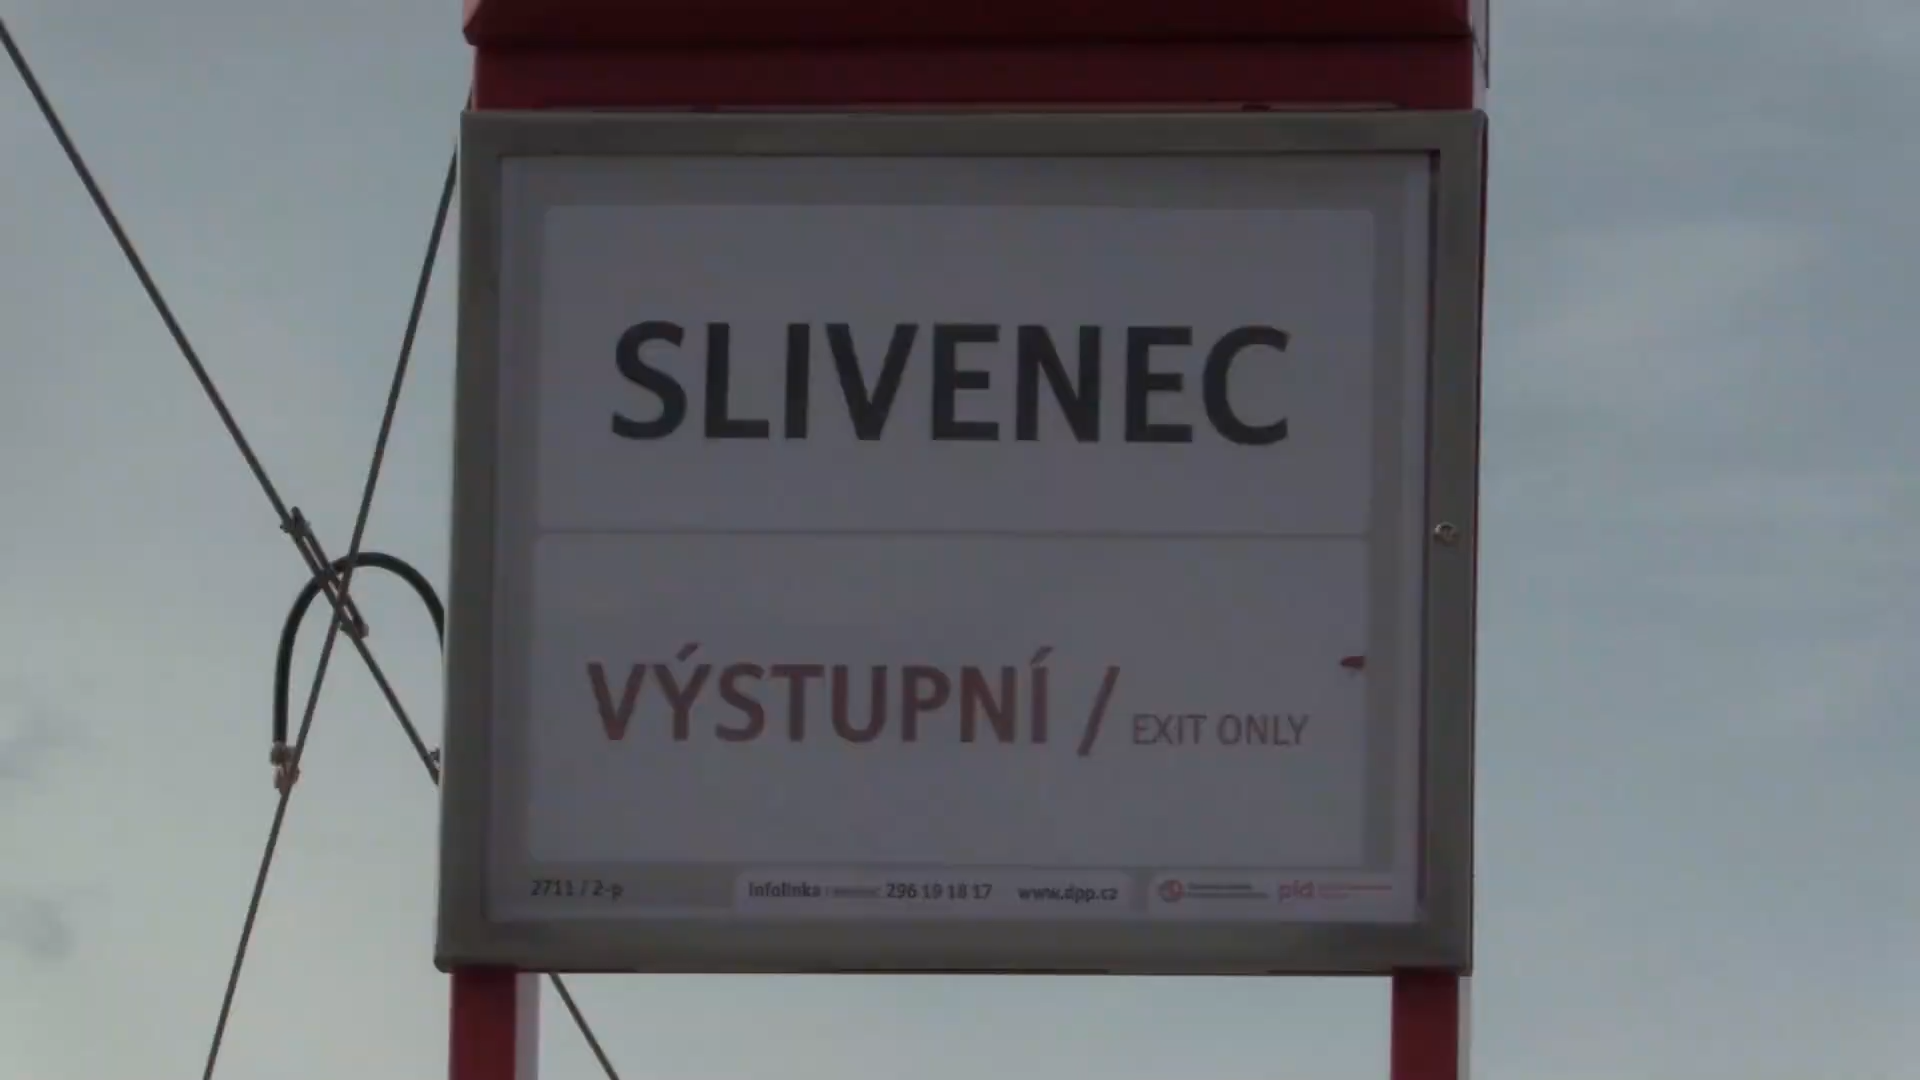 SLIVENEC
VÝSTUPNÍ / EXIT ONLY
2711 / 2-p
Infolinka 296 19 18 17 www.dpp.cz pid